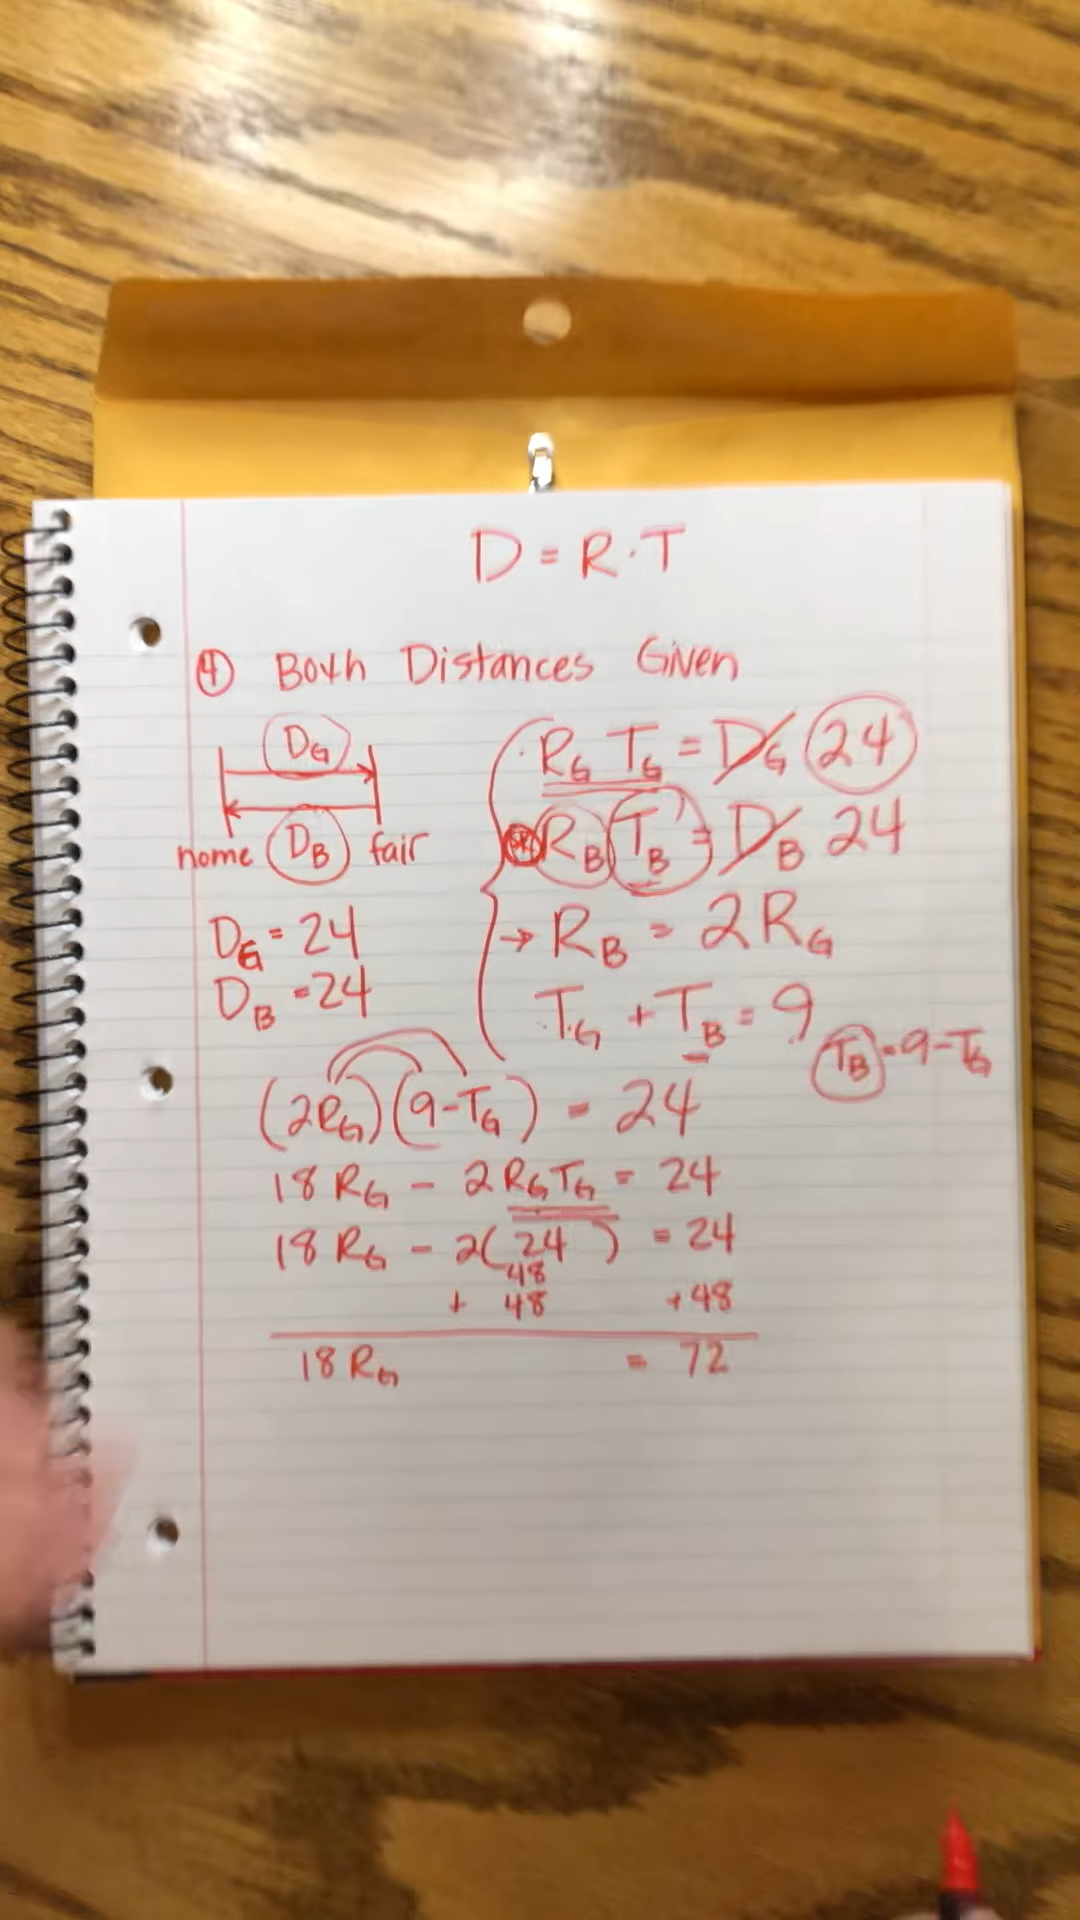 D = R · T
④ Both Distances Given
D_G
home D_B fair
D_G = 24
D_B = 24
R_G T_G = D_G 24
R_B T_B = D_B 24
→ R_B = 2R_G
T_G + T_B = 9
T_B = 9 - T_G
(2R_G)(9-T_G) = 24
18 R_G - 2 R_G T_G = 24
18 R_G - 2(24) = 24
48
+ 48 +48
18 R_G = 72